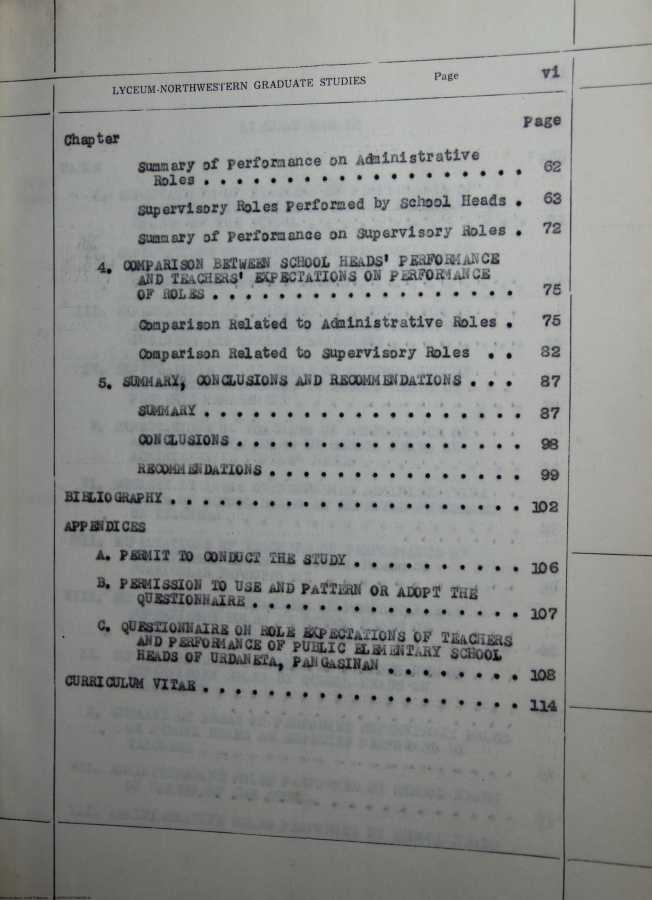 LYCEUM-NORTHWESTERN GRADUATE STUDIES Page vi
Page
Chapter
Summary of Performance on Administrative
Roles . . . . . . . . . . . . . . . . . . . 62
Supervisory Roles Performed by School Heads . 63
Summary of Performance on Supervisory Roles . 72
4. COMPARISON BETWEEN SCHOOL HEADS' PERFORMANCE
AND TEACHERS' EXPECTATIONS ON PERFORMANCE
OF ROLES . . . . . . . . . . . . . . . . . . 75
Comparison Related to Administrative Roles . 75
Comparison Related to Supervisory Roles . . 82
5. SUMMARY, CONCLUSIONS AND RECOMMENDATIONS . . . 87
SUMMARY . . . . . . . . . . . . . . . . . . 87
CONCLUSIONS . . . . . . . . . . . . . . . . 98
RECOMMENDATIONS . . . . . . . . . . . . . . 99
BIBLIOGRAPHY . . . . . . . . . . . . . . . . . . . 102
APPENDICES
A. PERMIT TO CONDUCT THE STUDY . . . . . . . . . 106
B. PERMISSION TO USE AND PATTERN OR ADOPT THE
QUESTIONNAIRE . . . . . . . . . . . . . . . 107
C. QUESTIONNAIRE ON ROLE EXPECTATIONS OF TEACHERS
AND PERFORMANCE OF PUBLIC ELEMENTARY SCHOOL
HEADS OF URDANETA, PANGASINAN . . . . . . . 108
CURRICULUM VITAE . . . . . . . . . . . . . . . . . 114